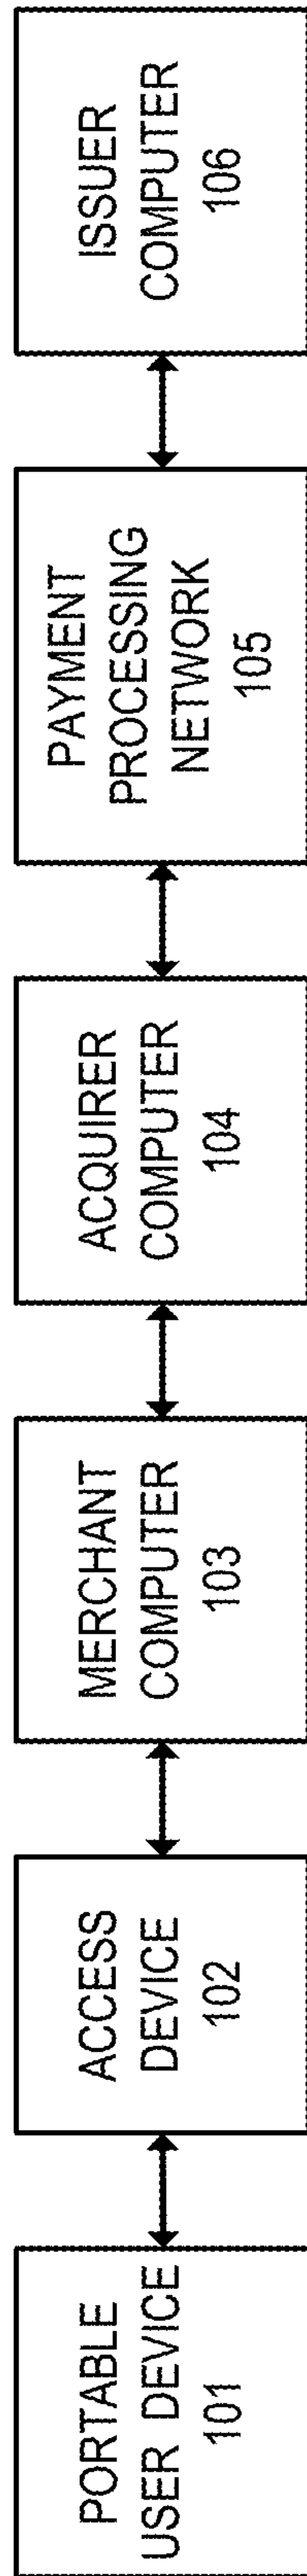 PORTABLE
USER DEVICE
101
ACCESS
DEVICE
102
MERCHANT
COMPUTER
103
ACQUIRER
COMPUTER
104
PAYMENT
PROCESSING
NETWORK
105
ISSUER
COMPUTER
106